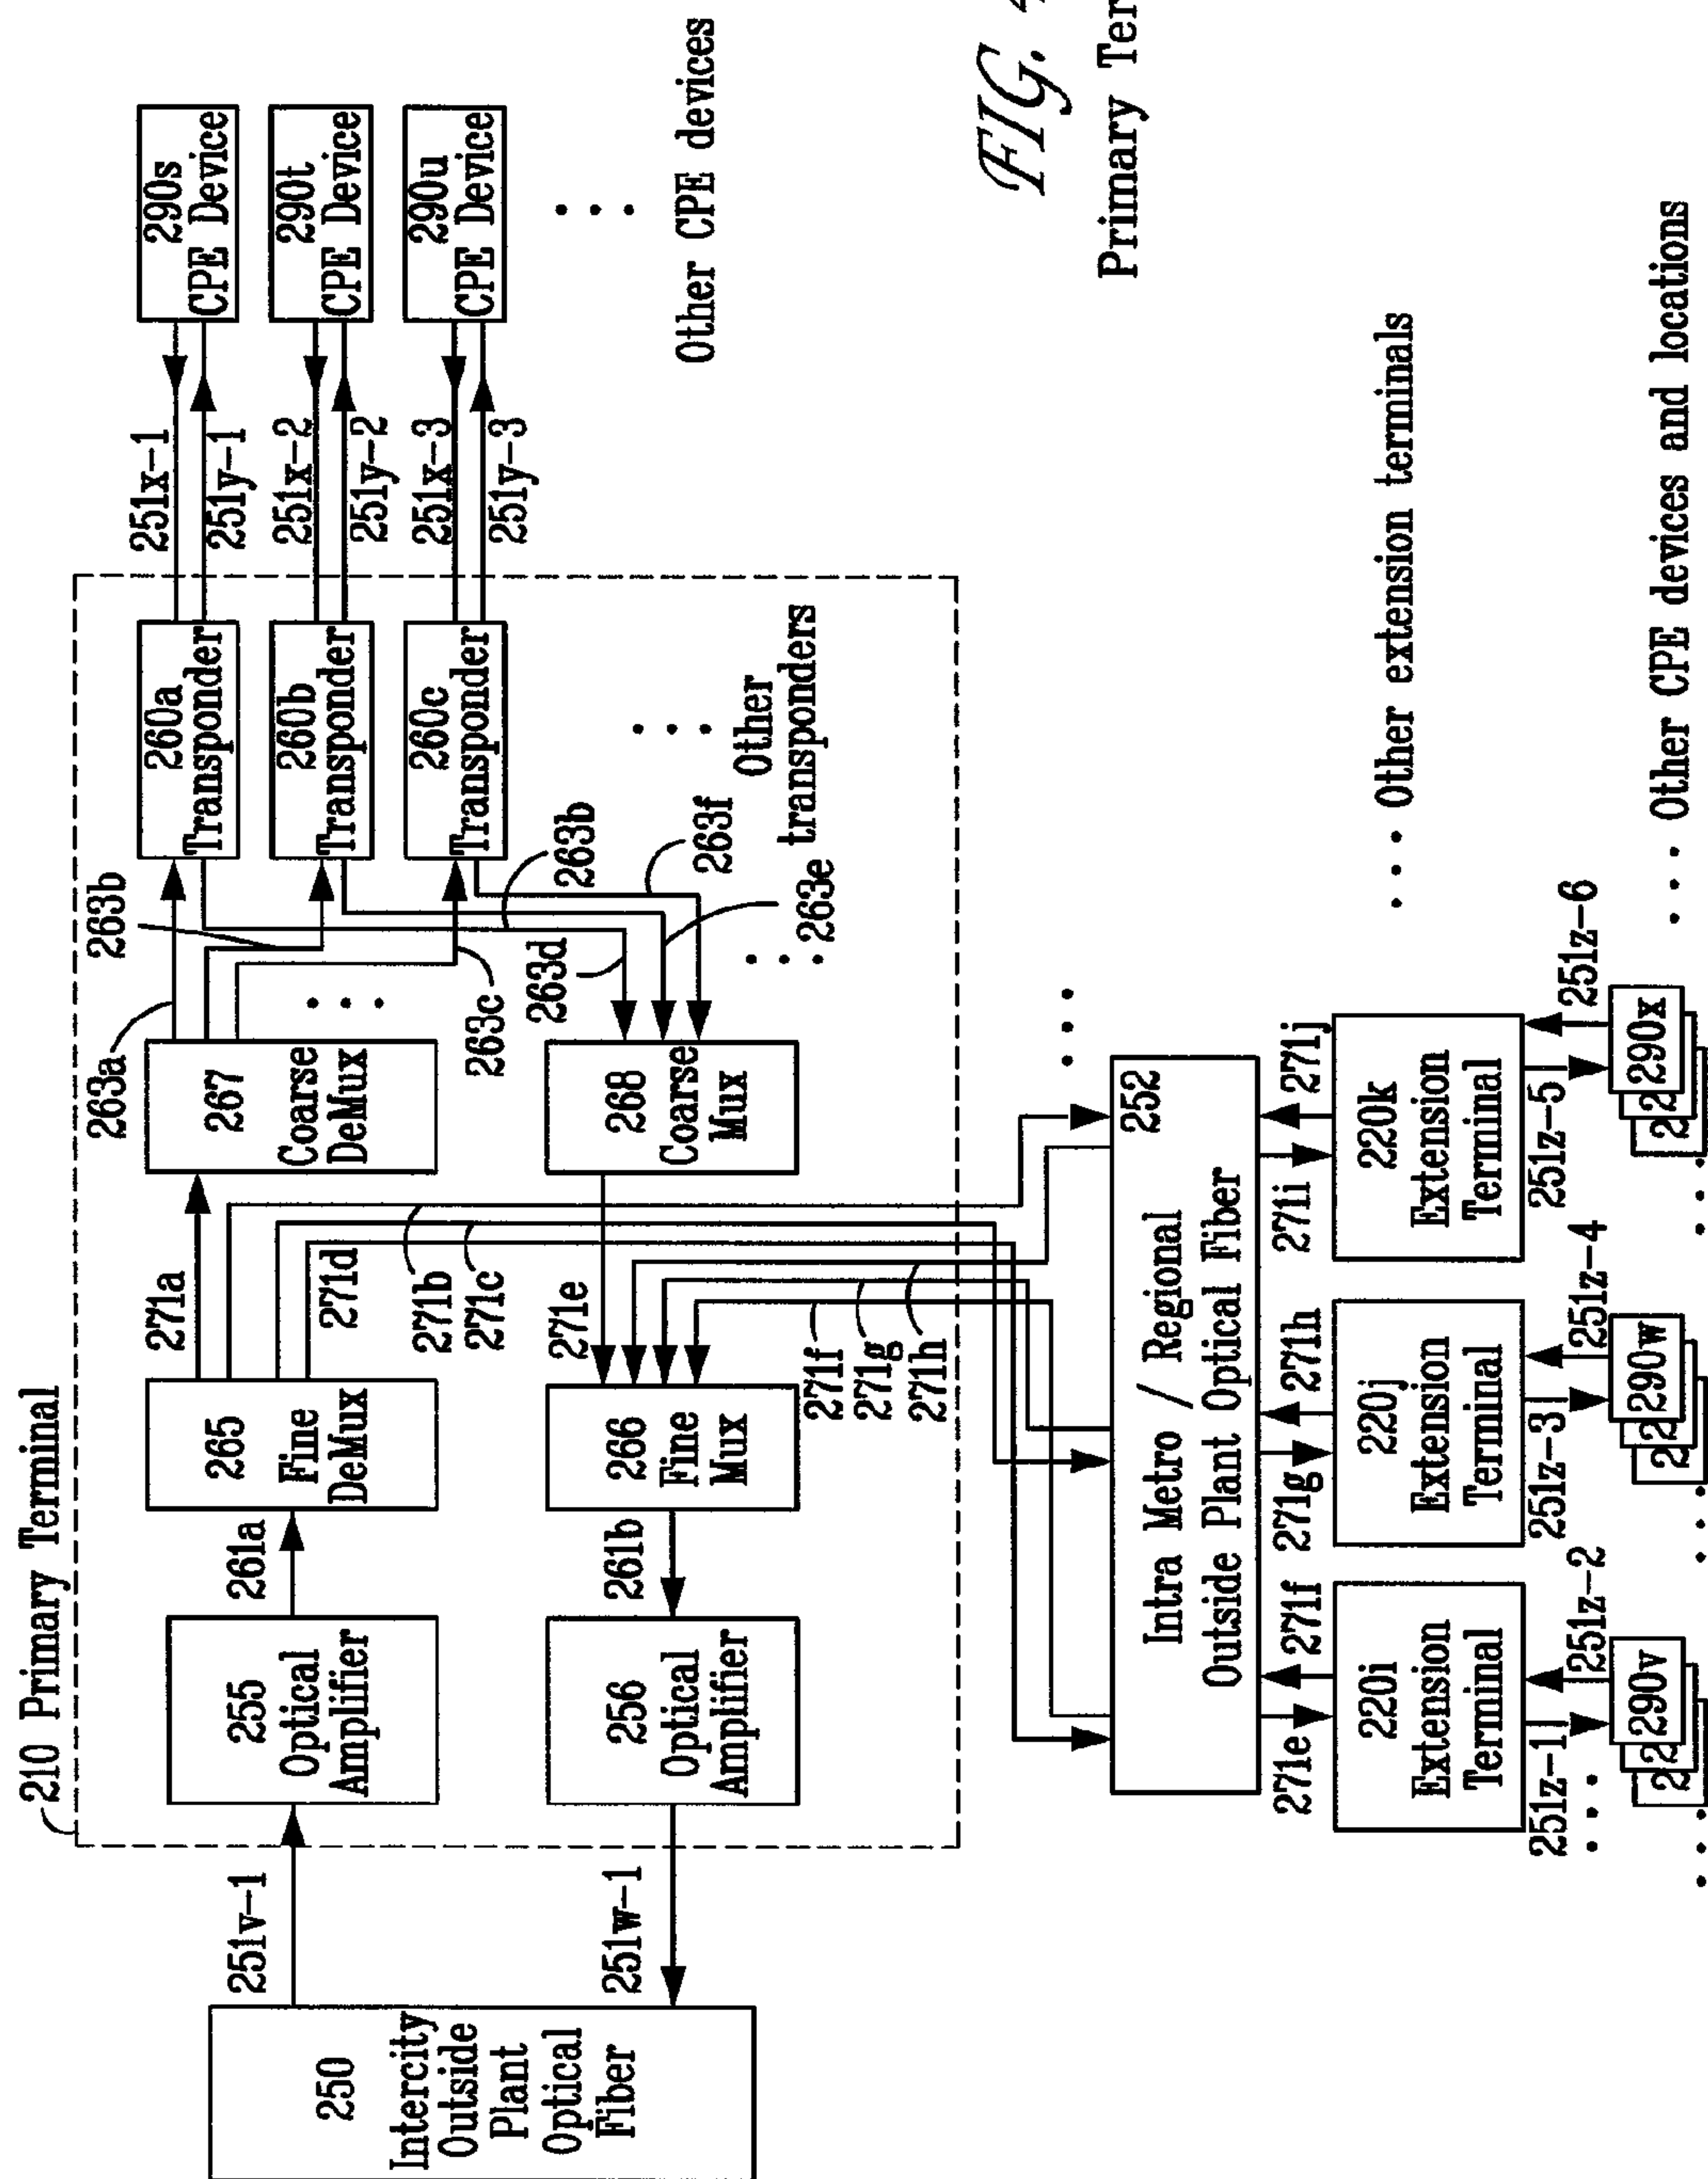 210 Primary Terminal
250
Intercity
Outside
Plant
Optical
Fiber
251v-1
251w-1
255
Optical
Amplifier
256
Optical
Amplifier
261a
261b
265
Fine
DeMux
266
Fine
Mux
271a
271d
271b
271c
271e
271f
271g
271h
267
Coarse
DeMux
268
Coarse
Mux
263a
263b
263c
263d
263b
263f
263e
260a
Transponder
260b
Transponder
260c
Transponder
Other
transponders
251x-1
251y-1
251x-2
251y-2
251x-3
251y-3
290s
CPE Device
290t
CPE Device
290u
CPE Device
Other CPE devices
252
Intra Metro / Regional
Outside Plant Optical Fiber
271e
271f
271g
271h
271i
271j
220i
Extension
Terminal
220j
Extension
Terminal
220k
Extension
Terminal
Other extension terminals
251z-1
251z-2
251z-3
251z-4
251z-5
251z-6
290v
22
290w
22
290x
22
Other CPE devices and locations
FIG.
Primary Ter